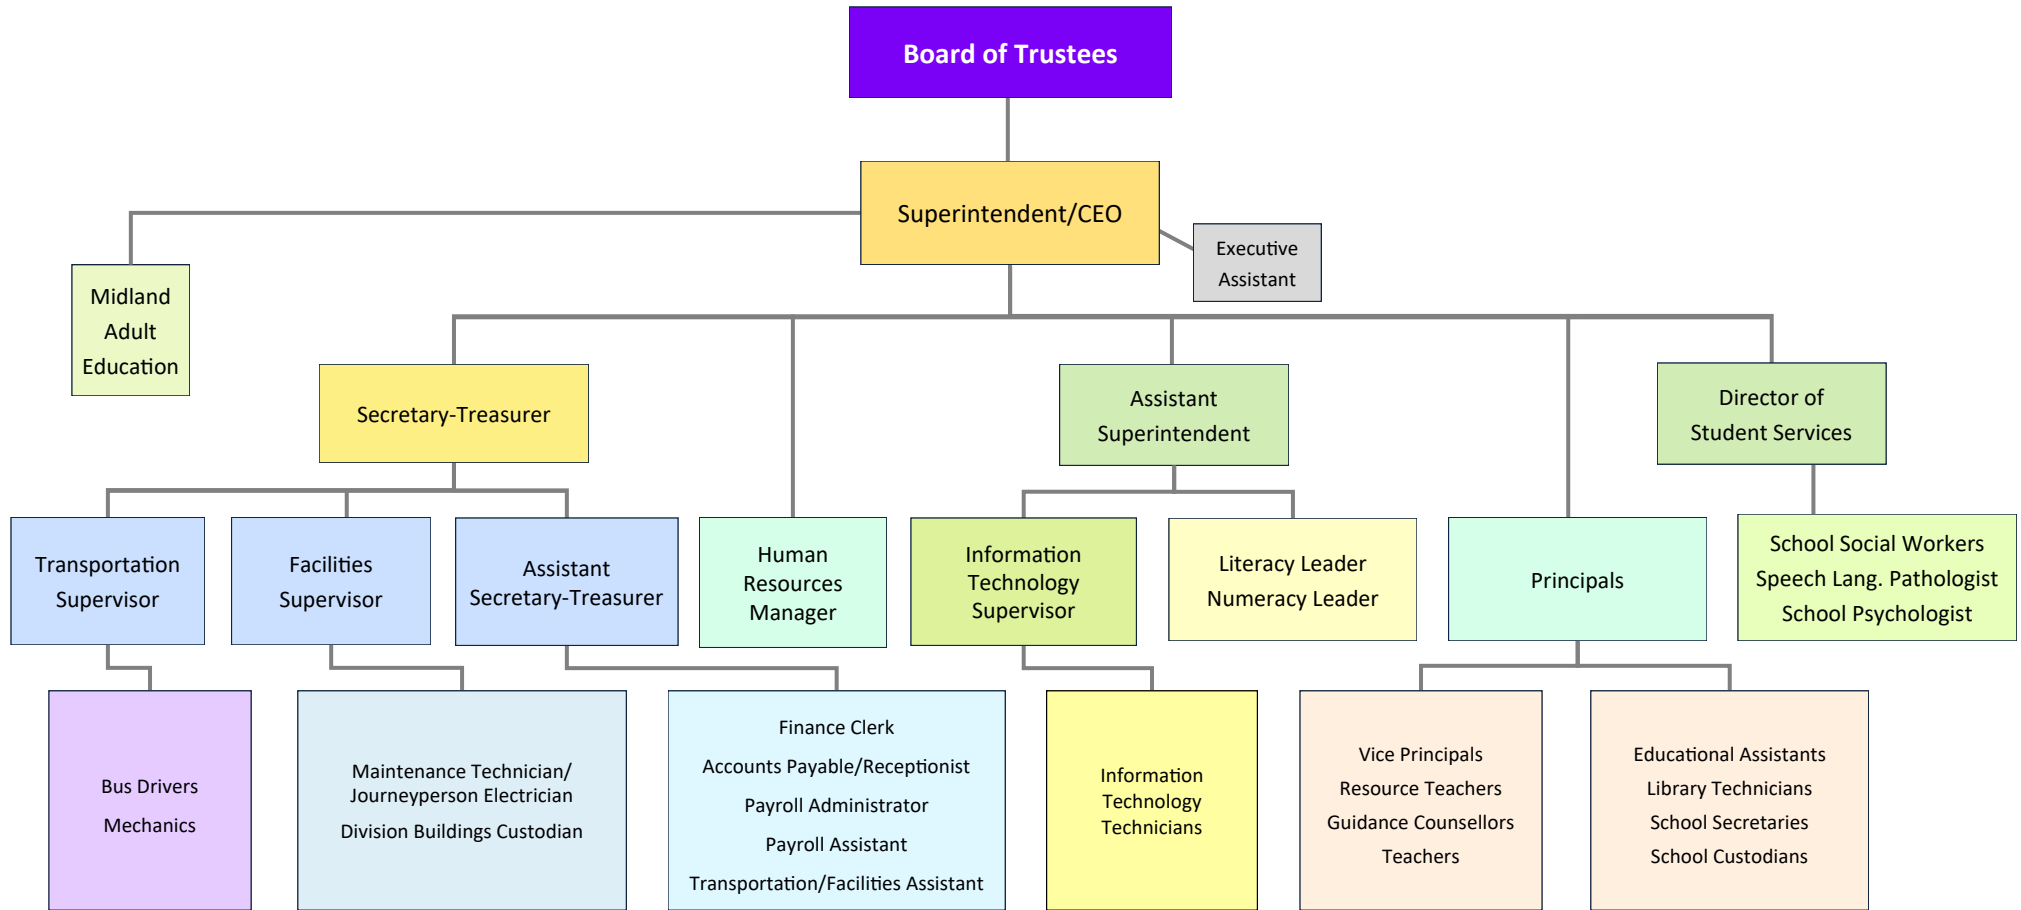 Board of Trustees
Superintendent/CEO
Executive
Assistant
Midland
Adult
Education
Secretary-Treasurer
Assistant
Superintendent
Director of
Student Services
Transportation
Supervisor
Facilities
Supervisor
Assistant
Secretary-Treasurer
Human
Resources
Manager
Information
Technology
Supervisor
Literacy Leader
Numeracy Leader
Principals
School Social Workers
Speech Lang. Pathologist
School Psychologist
Bus Drivers
Mechanics
Maintenance Technician/
Journeyperson Electrician
Division Buildings Custodian
Finance Clerk
Accounts Payable/Receptionist
Payroll Administrator
Payroll Assistant
Transportation/Facilities Assistant
Information
Technology
Technicians
Vice Principals
Resource Teachers
Guidance Counsellors
Teachers
Educational Assistants
Library Technicians
School Secretaries
School Custodians